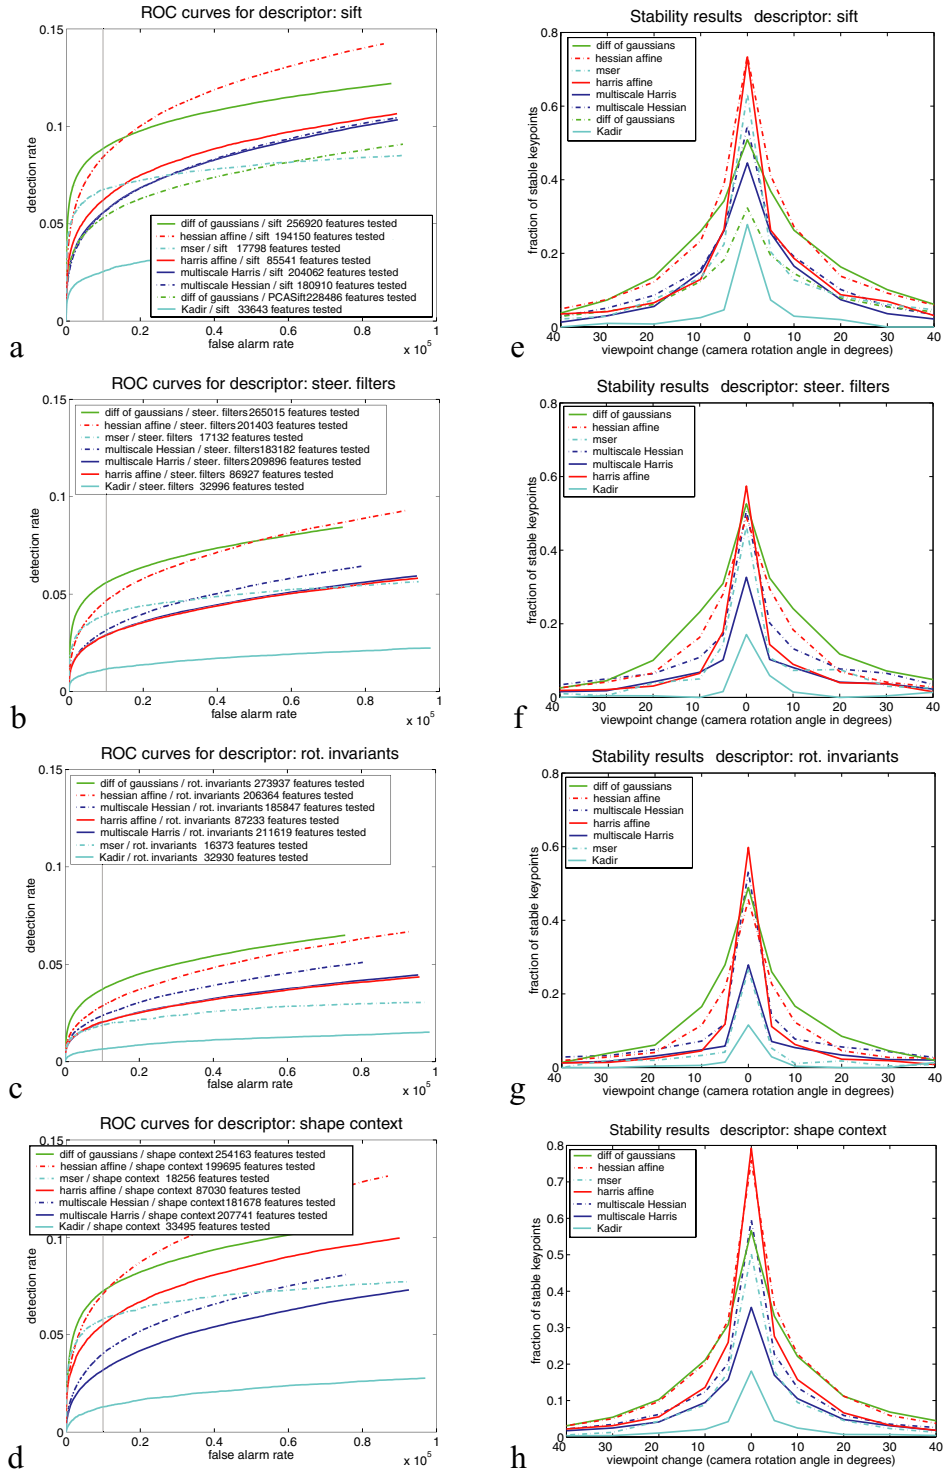 ROC curves for descriptor: sift
0.15
0.1
0.05
0
detection rate
diff of gaussians / sift 256920 features tested
hessian affine / sift 194150 features tested
mser / sift 17798 features tested
harris affine / sift 85541 features tested
multiscale Harris / sift 204062 features tested
multiscale Hessian / sift 180910 features tested
diff of gaussians / PCASift228486 features tested
Kadir / sift 33643 features tested
0 0.2 0.4 0.6 0.8 1
false alarm rate
x 10^5
a
Stability results descriptor: sift
0.8
0.6
0.4
0.2
0
fraction of stable keypoints
diff of gaussians
hessian affine
mser
harris affine
multiscale Harris
multiscale Hessian
diff of gaussians
Kadir
40 30 20 10 0 10 20 30 40
viewpoint change (camera rotation angle in degrees)
e
ROC curves for descriptor: steer. filters
0.15
0.1
0.05
0
detection rate
diff of gaussians / steer. filters265015 features tested
hessian affine / steer. filters201403 features tested
mser / steer. filters 17132 features tested
multiscale Hessian / steer. filters183182 features tested
multiscale Harris / steer. filters209896 features tested
harris affine / steer. filters 86927 features tested
Kadir / steer. filters 32996 features tested
0 0.2 0.4 0.6 0.8 1
false alarm rate
x 10^5
b
Stability results descriptor: steer. filters
0.8
0.6
0.4
0.2
0
fraction of stable keypoints
diff of gaussians
hessian affine
mser
multiscale Hessian
multiscale Harris
harris affine
Kadir
40 30 20 10 0 10 20 30 40
viewpoint change (camera rotation angle in degrees)
f
ROC curves for descriptor: rot. invariants
0.15
0.1
0.05
0
detection rate
diff of gaussians / rot. invariants 273937 features tested
hessian affine / rot. invariants 206364 features tested
multiscale Hessian / rot. invariants 185847 features tested
harris affine / rot. invariants 87233 features tested
multiscale Harris / rot. invariants 211619 features tested
mser / rot. invariants 16373 features tested
Kadir / rot. invariants 32930 features tested
0 0.2 0.4 0.6 0.8 1
false alarm rate
x 10^5
c
Stability results descriptor: rot. invariants
0.8
0.6
0.4
0.2
0
fraction of stable keypoints
diff of gaussians
hessian affine
multiscale Hessian
harris affine
multiscale Harris
mser
Kadir
40 30 20 10 0 10 20 30 40
viewpoint change (camera rotation angle in degrees)
g
ROC curves for descriptor: shape context
0.15
0.1
0.05
0
detection rate
diff of gaussians / shape context254163 features tested
hessian affine / shape context199695 features tested
mser / shape context 18256 features tested
harris affine / shape context 87030 features tested
multiscale Hessian / shape context181678 features tested
multiscale Harris / shape context207741 features tested
Kadir / shape context 33495 features tested
0 0.2 0.4 0.6 0.8 1
false alarm rate
x 10^5
d
Stability results descriptor: shape context
0.8
0.7
0.6
0.5
0.4
0.3
0.2
0.1
0
fraction of stable keypoints
diff of gaussians
hessian affine
mser
harris affine
multiscale Hessian
multiscale Harris
Kadir
40 30 20 10 0 10 20 30 40
viewpoint change (camera rotation angle in degrees)
h